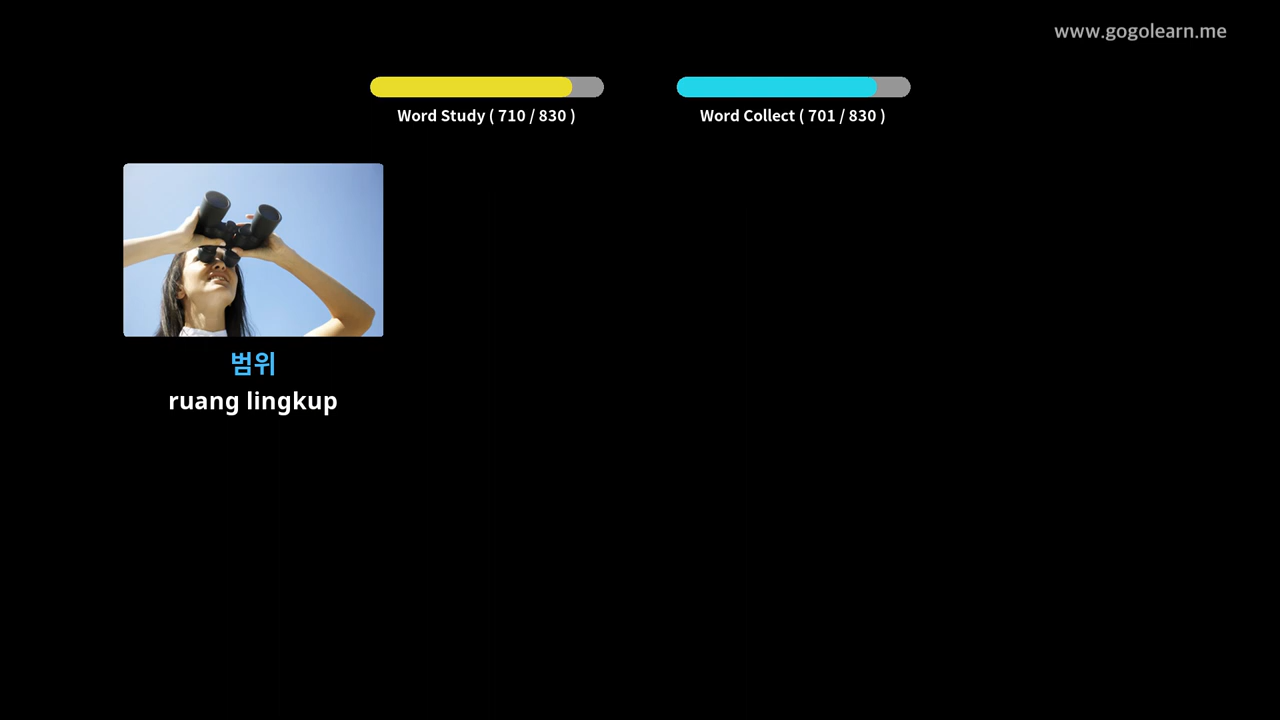 www.gogolearn.me
Word Study ( 710 / 830 )
Word Collect ( 701 / 830 )
범위
ruang lingkup